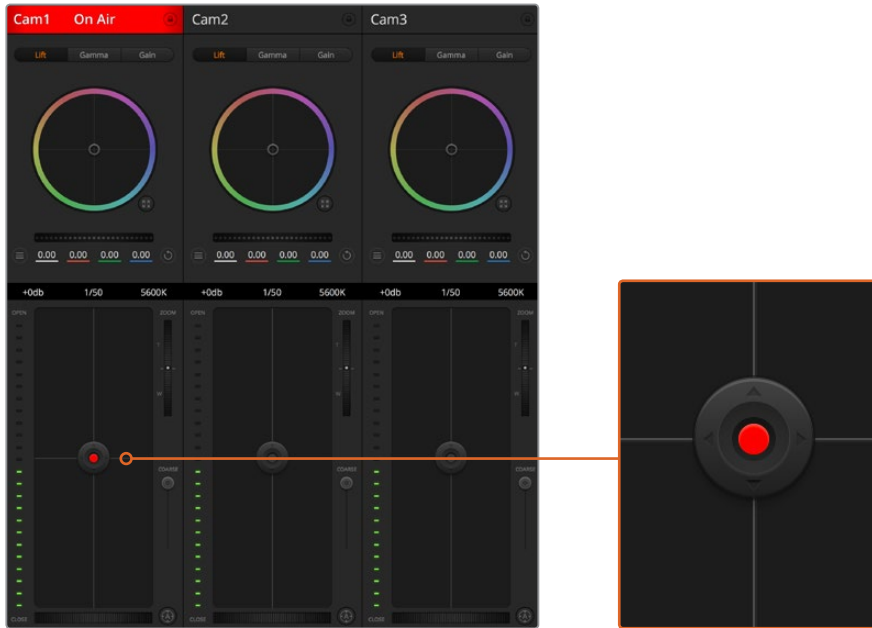 Cam1 On Air Cam2 Cam3
Lift Gamma Gain Lift Gamma Gain Lift Gamma Gain
0.00 0.00 0.00 0.00 0.00 0.00 0.00 0.00 0.00 0.00 0.00 0.00
+0db 1/50 5600K +0db 1/50 5600K +0db 1/50 5600K
OPEN ZOOM OPEN ZOOM OPEN ZOOM
T T T
W W W
COARSE COARSE COARSE
CLOSE CLOSE CLOSE